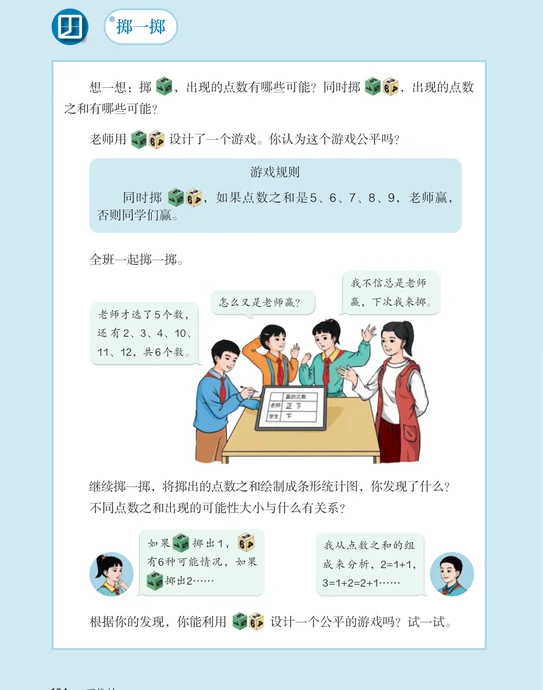 *掷一掷
想一想：掷，出现的点数有哪些可能？同时掷，出现的点数
之和有哪些可能？
老师用设计了一个游戏。你认为这个游戏公平吗？
游戏规则
同时掷，如果点数之和是5、6、7、8、9，老师赢，
否则同学们赢。
全班一起掷一掷。
我不信总是老师
赢，下次我来掷。
怎么又是老师赢？
老师才选了5个数，
还有2、3、4、10、
11、12，共6个数。
赢的次数
老师 正 下
学生 下
继续掷一掷，将掷出的点数之和绘制成条形统计图，你发现了什么？
不同点数之和出现的可能性大小与什么有关系？
如果掷出1，
有6种可能情况，如果
掷出2……
我从点数之和的组
成来分析，2=1+1，
3=1+2=2+1……
根据你的发现，你能利用设计一个公平的游戏吗？试一试。